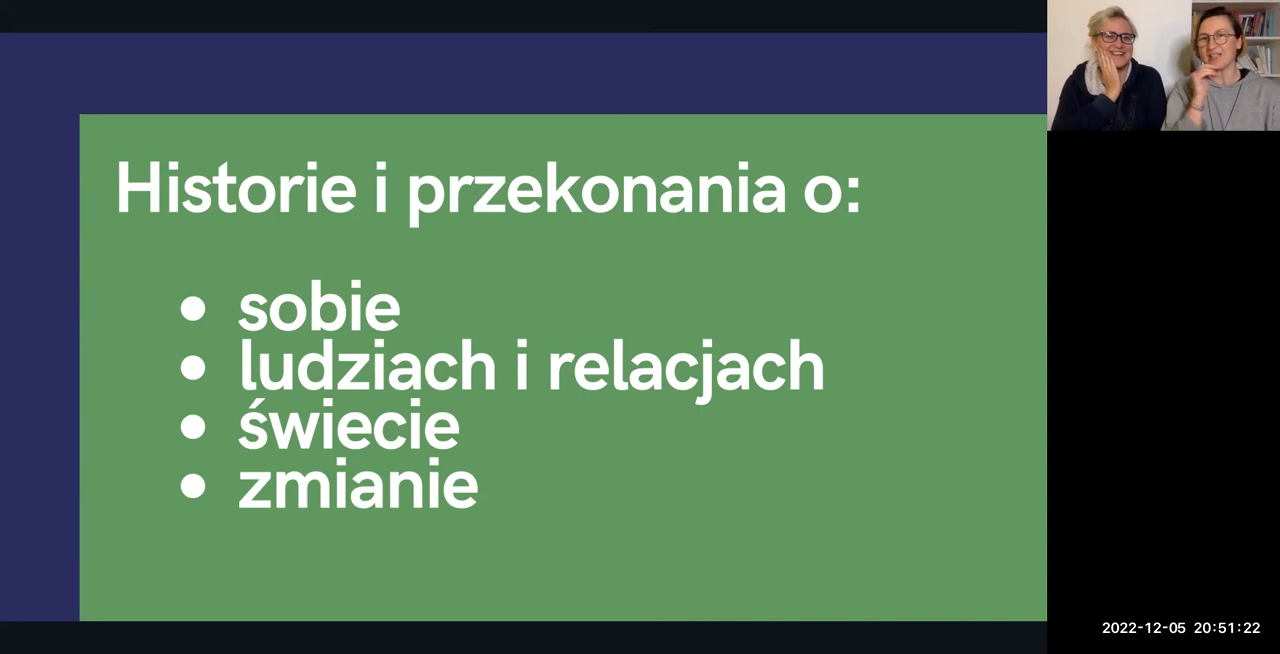 Historie i przekonania o:
• sobie
• ludziach i relacjach
• świecie
• zmianie
2022-12-05 20:51:22